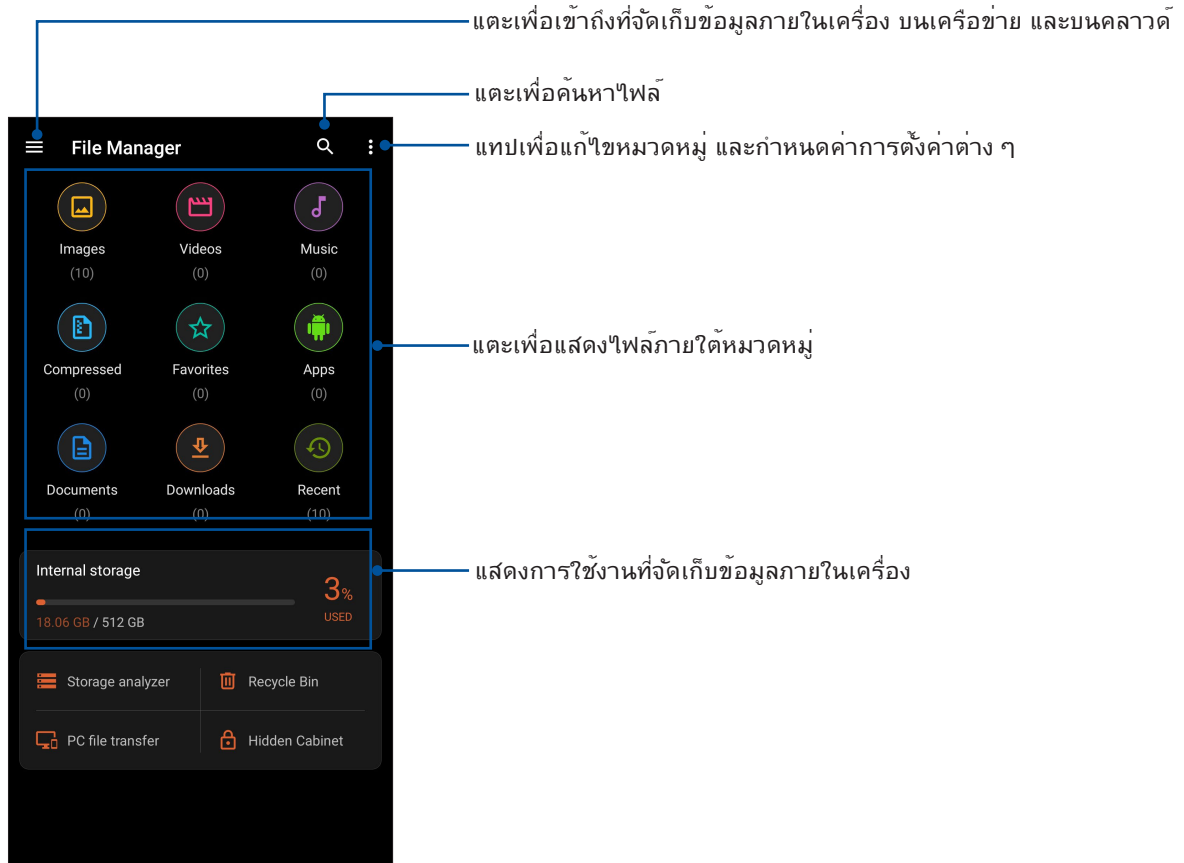 แตะเพื่อเข้าถึงที่จัดเก็บข้อมูลภายในเครื่อง บนเครือข่าย และบนคลาวด์
แตะเพื่อค้นหาไฟล์
File Manager
แทปเพื่อแก้ไขหมวดหมู่ และกำหนดค่าการตั้งค่าต่าง ๆ
Images Videos Music
(10) (0) (0)
Compressed Favorites Apps
(0) (0) (0)
แตะเพื่อแสดงไฟล์ภายใต้หมวดหมู่
Documents Downloads Recent
(0) (0) (10)
Internal storage
3%
USED
18.06 GB / 512 GB
แสดงการใช้งานที่จัดเก็บข้อมูลภายในเครื่อง
Storage analyzer Recycle Bin
PC file transfer Hidden Cabinet